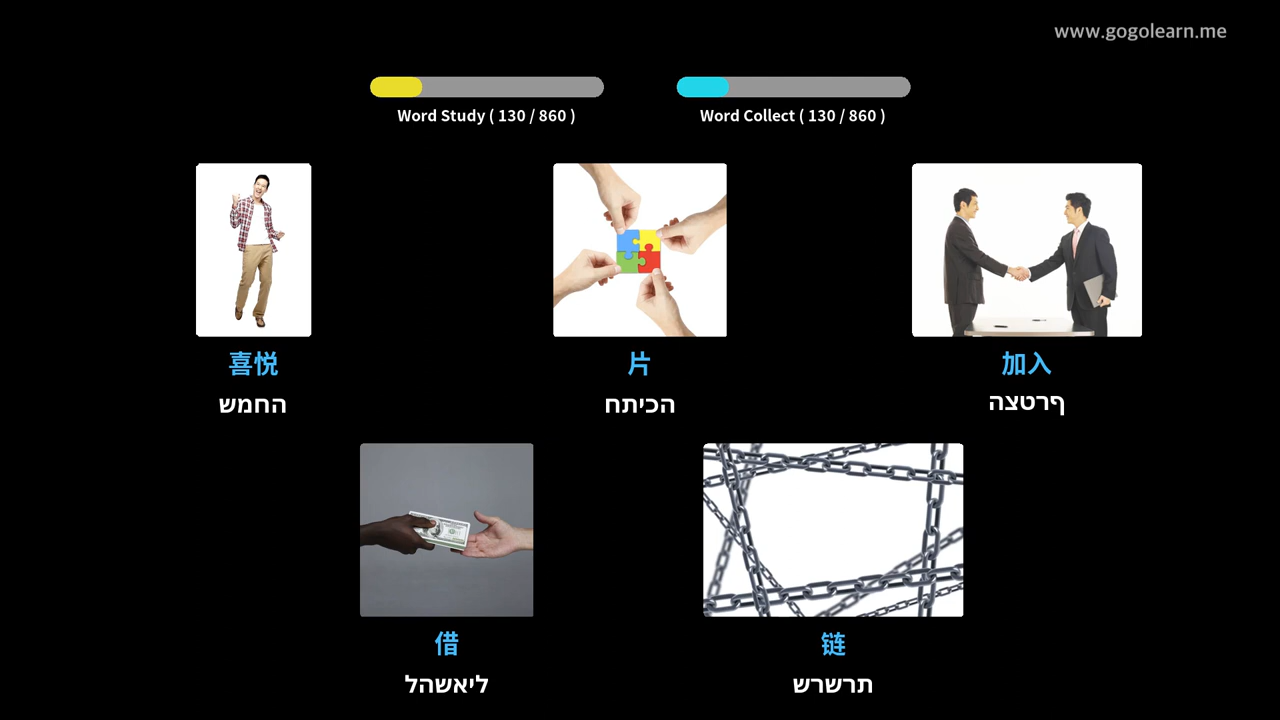 www.gogolearn.me
Word Study ( 130 / 860 )
Word Collect ( 130 / 860 )
喜悦
片
加入
החמש
הכיתח
ףרטצה
借
链
ליאשהל
תרשרש